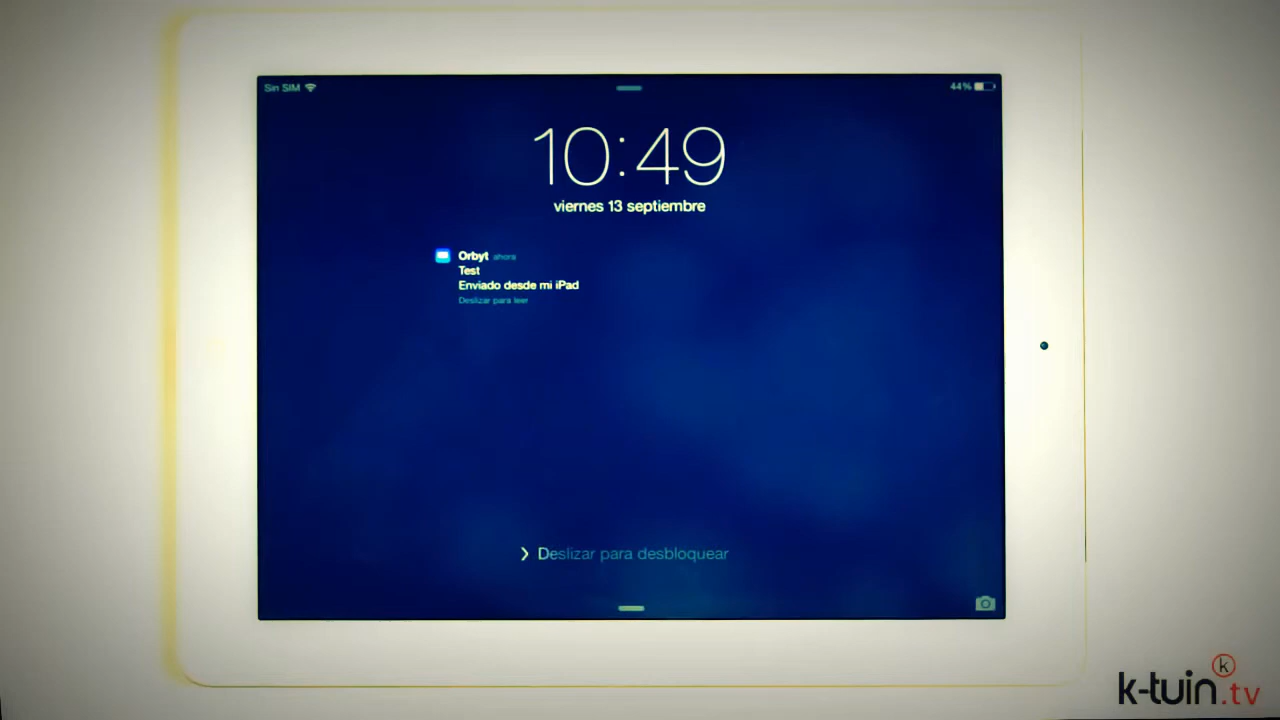 Sin SIM
44%
10:49
viernes 13 septiembre
Orbyt ahora
Test
Enviado desde mi iPad
Deslizar para leer
Deslizar para desbloquear
k
k-tuin.tv